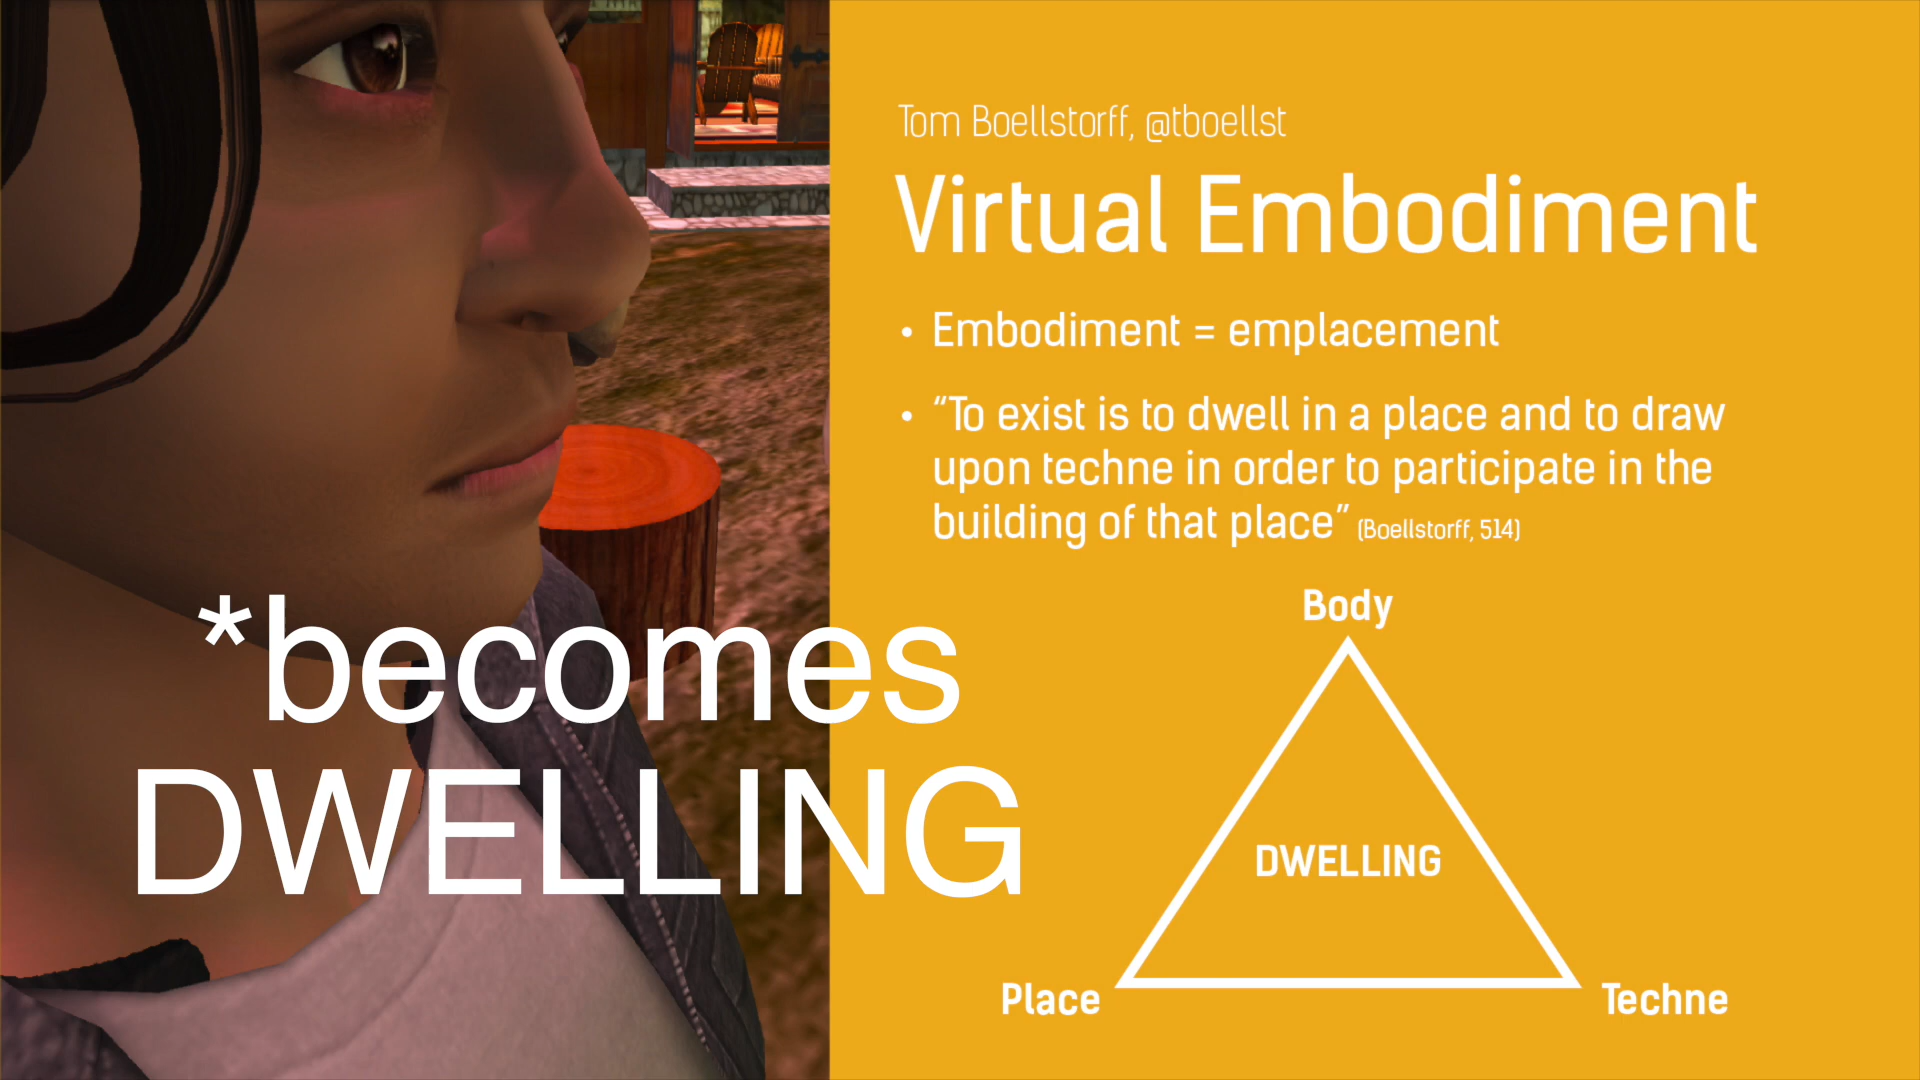 Tom Boellstorff, @tboellst
Virtual Embodiment
• Embodiment = emplacement
• “To exist is to dwell in a place and to draw
upon techne in order to participate in the
building of that place” (Boellstorff, 514)
*becomes
DWELLING
Body
DWELLING
Place
Techne